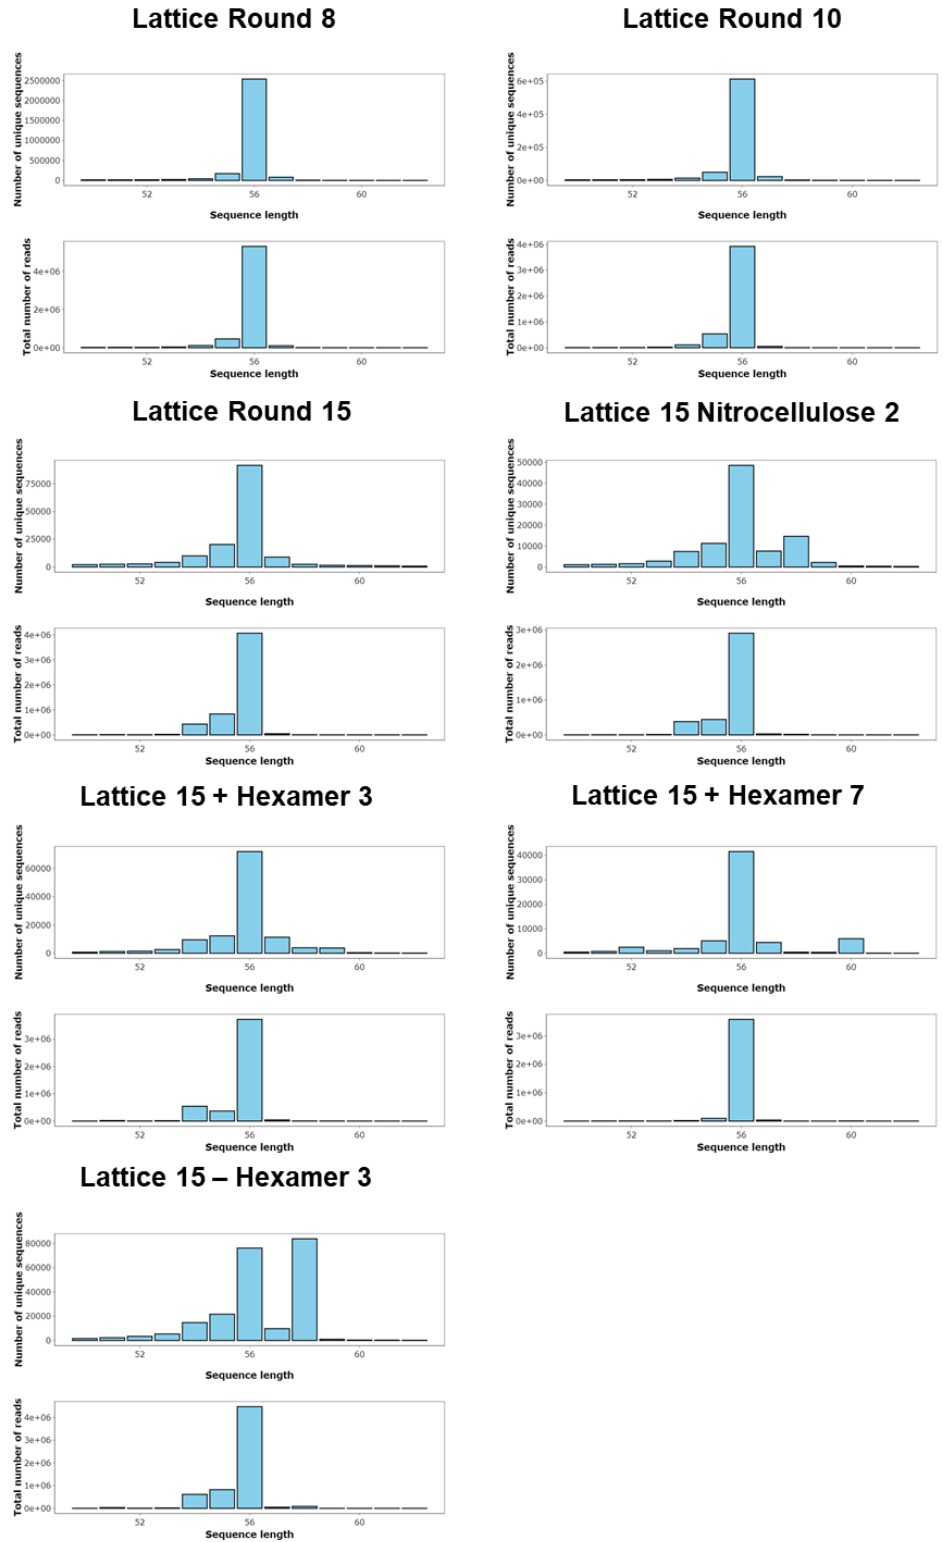 Lattice Round 8
Number of unique sequences
2500000
2000000
1500000
1000000
500000
0
52
56
60
Sequence length
Total number of reads
4e+06
2e+06
0e+00
52
56
60
Sequence length
Lattice Round 10
Number of unique sequences
6e+05
4e+05
2e+05
0e+00
52
56
60
Sequence length
Total number of reads
4e+06
3e+06
2e+06
1e+06
0e+00
52
56
60
Sequence length
Lattice Round 15
Number of unique sequences
75000
50000
25000
0
52
56
60
Sequence length
Total number of reads
4e+06
3e+06
2e+06
1e+06
0e+00
52
56
60
Sequence length
Lattice 15 Nitrocellulose 2
Number of unique sequences
50000
40000
30000
20000
10000
0
52
56
60
Sequence length
Total number of reads
3e+06
2e+06
1e+06
0e+00
52
56
60
Sequence length
Lattice 15 + Hexamer 3
Number of unique sequences
60000
40000
20000
0
52
56
60
Sequence length
Total number of reads
3e+06
2e+06
1e+06
0e+00
52
56
60
Sequence length
Lattice 15 + Hexamer 7
Number of unique sequences
40000
30000
20000
10000
0
52
56
60
Sequence length
Total number of reads
3e+06
2e+06
1e+06
0e+00
52
56
60
Sequence length
Lattice 15 – Hexamer 3
Number of unique sequences
80000
60000
40000
20000
0
52
56
60
Sequence length
Total number of reads
4e+06
3e+06
2e+06
1e+06
0e+00
52
56
60
Sequence length